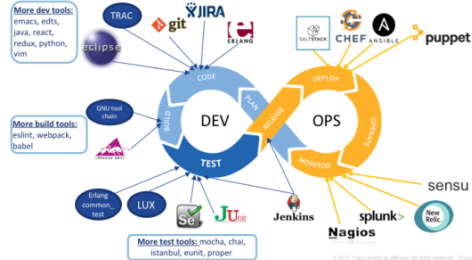 More dev tools:
emacs, edts,
java, react,
redux, python,
vim
TRAC
git
JIRA
ERLANG
eclipse
SALTSTACK
CHEF
ANSIBLE
puppet
CODE
PLAN
BUILD
TEST
DEV
RELEASE
DEPLOY
OPERATE
MONITOR
OPS
GNU tool
chain
More build tools:
eslint, webpack,
babel
Erlang
common_
test
LUX
Se
JUnit
Jenkins
More test tools: mocha, chai,
istanbul, eunit, proper
Nagios
splunk>
sensu
New
Relic